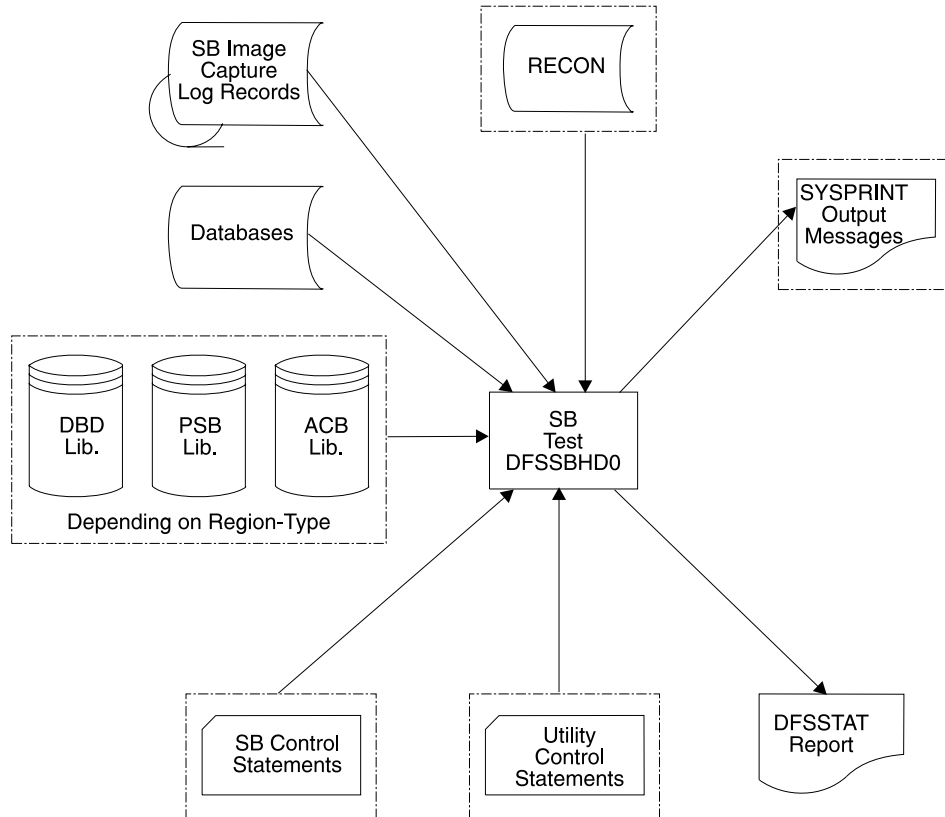 SB Image
Capture
Log Records
RECON
SYSPRINT
Output
Messages
Databases
DBD
Lib.
PSB
Lib.
ACB
Lib.
Depending on Region-Type
SB
Test
DFSSBHD0
SB Control
Statements
Utility
Control
Statements
DFSSTAT
Report